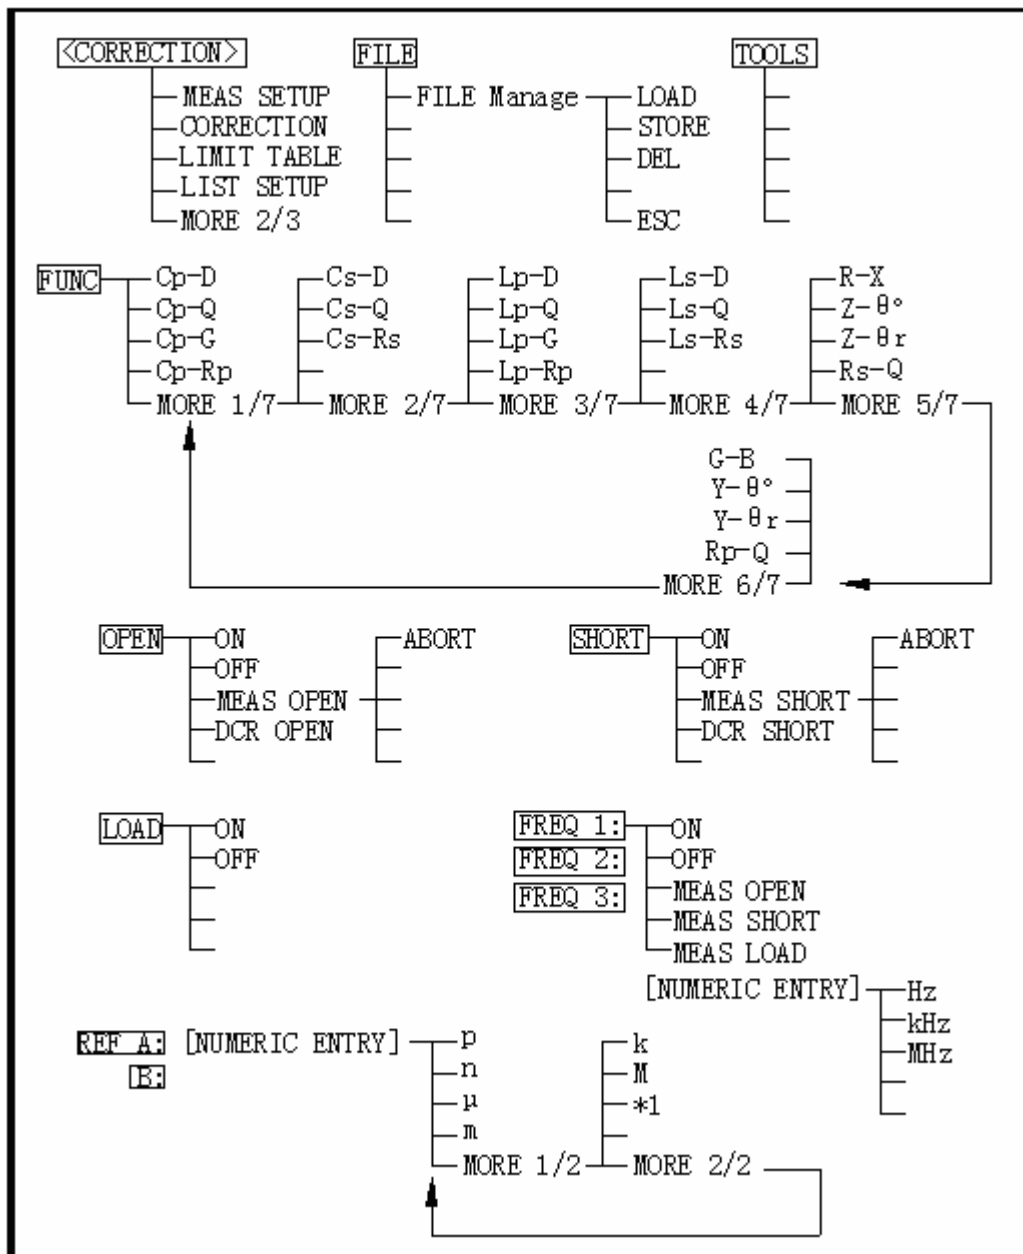 <CORRECTION> FILE TOOLS
MEAS SETUP FILE Manage LOAD
CORRECTION STORE
LIMIT TABLE DEL
LIST SETUP
MORE 2/3 ESC
FUNC Cp-D Cs-D Lp-D Ls-D R-X
Cp-Q Cs-Q Lp-Q Ls-Q Z-θ°
Cp-G Cs-Rs Lp-G Ls-Rs Z-θr
Cp-Rp Lp-Rp Rs-Q
MORE 1/7 MORE 2/7 MORE 3/7 MORE 4/7 MORE 5/7
G-B
Y-θ°
Y-θr
Rp-Q
MORE 6/7
OPEN ON ABORT SHORT ON ABORT
OFF OFF
MEAS OPEN MEAS SHORT
DCR OPEN DCR SHORT
LOAD ON FREQ 1: ON
OFF FREQ 2: OFF
FREQ 3: MEAS OPEN
MEAS SHORT
MEAS LOAD
[NUMERIC ENTRY] Hz
kHz
MHz
REF A: [NUMERIC ENTRY] p k
B: n M
μ *1
m
MORE 1/2 MORE 2/2